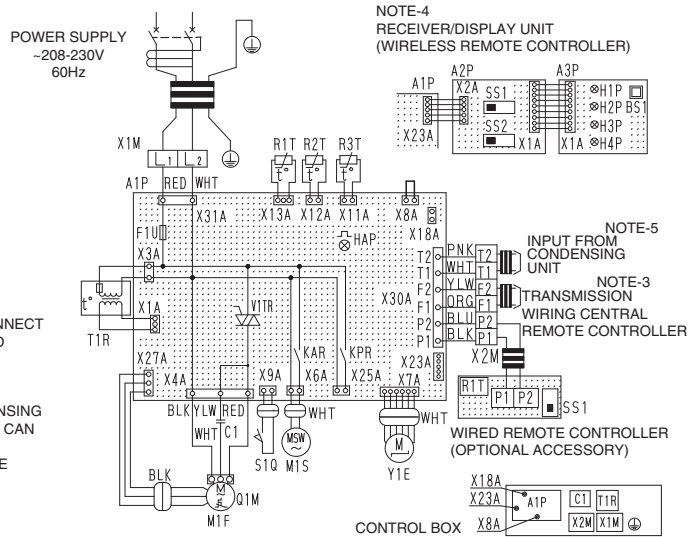 POWER SUPPLY
~208-230V
60Hz
NOTE-4
RECEIVER/DISPLAY UNIT
(WIRELESS REMOTE CONTROLLER)
A1P
X23A
A2P
X2A
SS1
SS2
X1A
A3P
H1P
H2P
BS1
H3P
H4P
X1A
X1M
L1
L2
A1P
RED
WHT
R1T
R2T
R3T
t°
t°
t°
X31A
X13A
X12A
X11A
X8A
X18A
F1U
HAP
X3A
t°
T1R
X1A
V1TR
X30A
T2
T1
F2
F1
P2
P1
PNK
WHT
YLW
ORG
BLU
BLK
T2
T1
F2
F1
P2
P1
NOTE-5
INPUT FROM
CONDENSING
UNIT
NOTE-3
TRANSMISSION
WIRING CENTRAL
REMOTE CONTROLLER
X2M
NNECT
D
NSING
CAN
E
X27A
X4A
X9A
KAR
X6A
KPR
X25A
X23A
X7A
BLK
YLW
RED
WHT
C1
WHT
WHT
S1Q
MSW
M1S
M
Y1E
BLK
M
Q1M
M1F
R1T
P1
P2
SS1
WIRED REMOTE CONTROLLER
(OPTIONAL ACCESSORY)
X18A
X23A
X8A
A1P
C1
T1R
X2M
X1M
CONTROL BOX